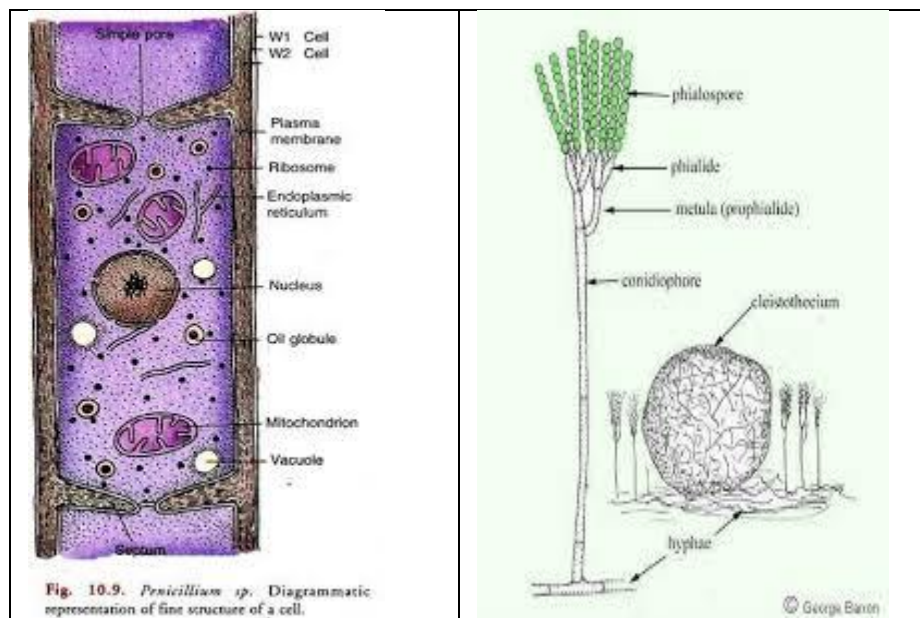 Simple pore
W1 Cell
W2 Cell
Plasma
membrane
Ribosome
Endoplasmic
reticulum
Nucleus
Oil globule
Mitochondrion
Vacuole
Septum
Fig. 10.9. Penicillium sp. Diagrammatic
representation of fine structure of a cell.
phialospore
phialide
metula (prophialide)
conidiophore
cleistothecium
hyphae
© George Barron